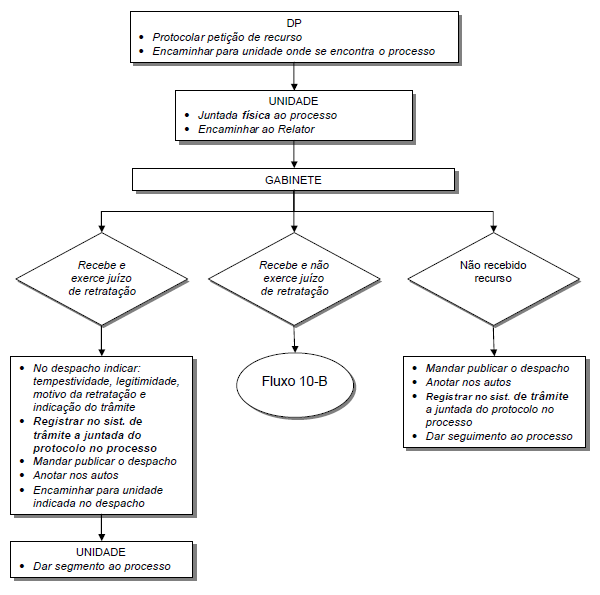 DP
• Protocolar petição de recurso
• Encaminhar para unidade onde se encontra o processo
UNIDADE
• Juntada física ao processo
• Encaminhar ao Relator
GABINETE
Recebe e
exerce juízo
de retratação
Recebe e não
exerce juízo
de retratação
Não recebido
recurso
• No despacho indicar:
tempestividade, legitimidade,
motivo da retratação e
indicação do trâmite
• Registrar no sist. de
trâmite a juntada do
protocolo no processo
• Mandar publicar o despacho
• Anotar nos autos
• Encaminhar para unidade
indicada no despacho
Fluxo 10-B
• Mandar publicar o despacho
• Anotar nos autos
• Registrar no sist. de trâmite
a juntada do protocolo no
processo
• Dar seguimento ao processo
UNIDADE
• Dar segmento ao processo